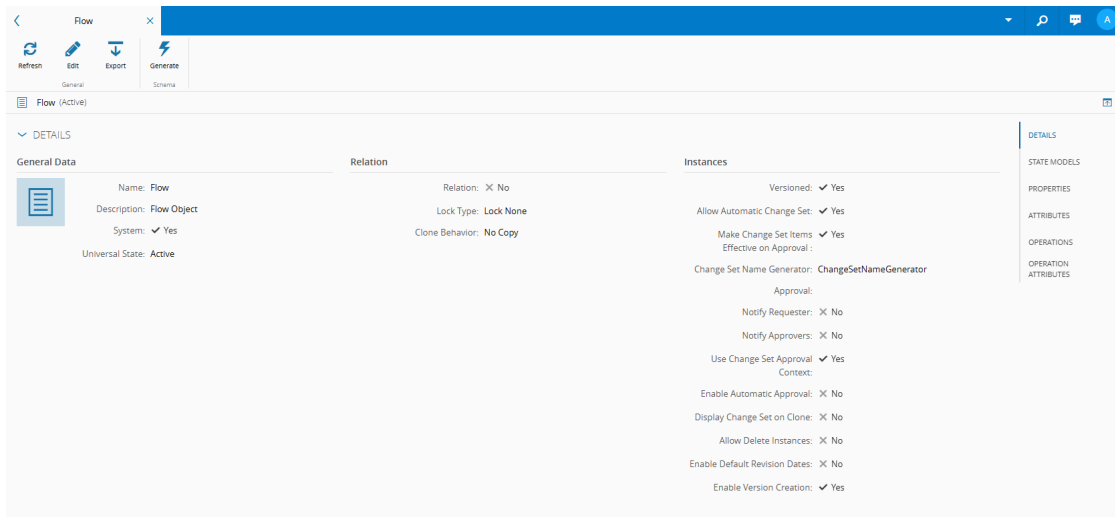 Flow
A
Refresh
Edit
Export
Generate
General
Schema
Flow (Active)
DETAILS
General Data
Name: Flow
Description: Flow Object
System: Yes
Universal State: Active
Relation
Relation: No
Lock Type: Lock None
Clone Behavior: No Copy
Instances
Versioned: Yes
Allow Automatic Change Set: Yes
Make Change Set Items Yes
Effective on Approval :
Change Set Name Generator: ChangeSetNameGenerator
Approval:
Notify Requester: No
Notify Approvers: No
Use Change Set Approval Yes
Context:
Enable Automatic Approval: No
Display Change Set on Clone: No
Allow Delete Instances: No
Enable Default Revision Dates: No
Enable Version Creation: Yes
DETAILS
STATE MODELS
PROPERTIES
ATTRIBUTES
OPERATIONS
OPERATION
ATTRIBUTES